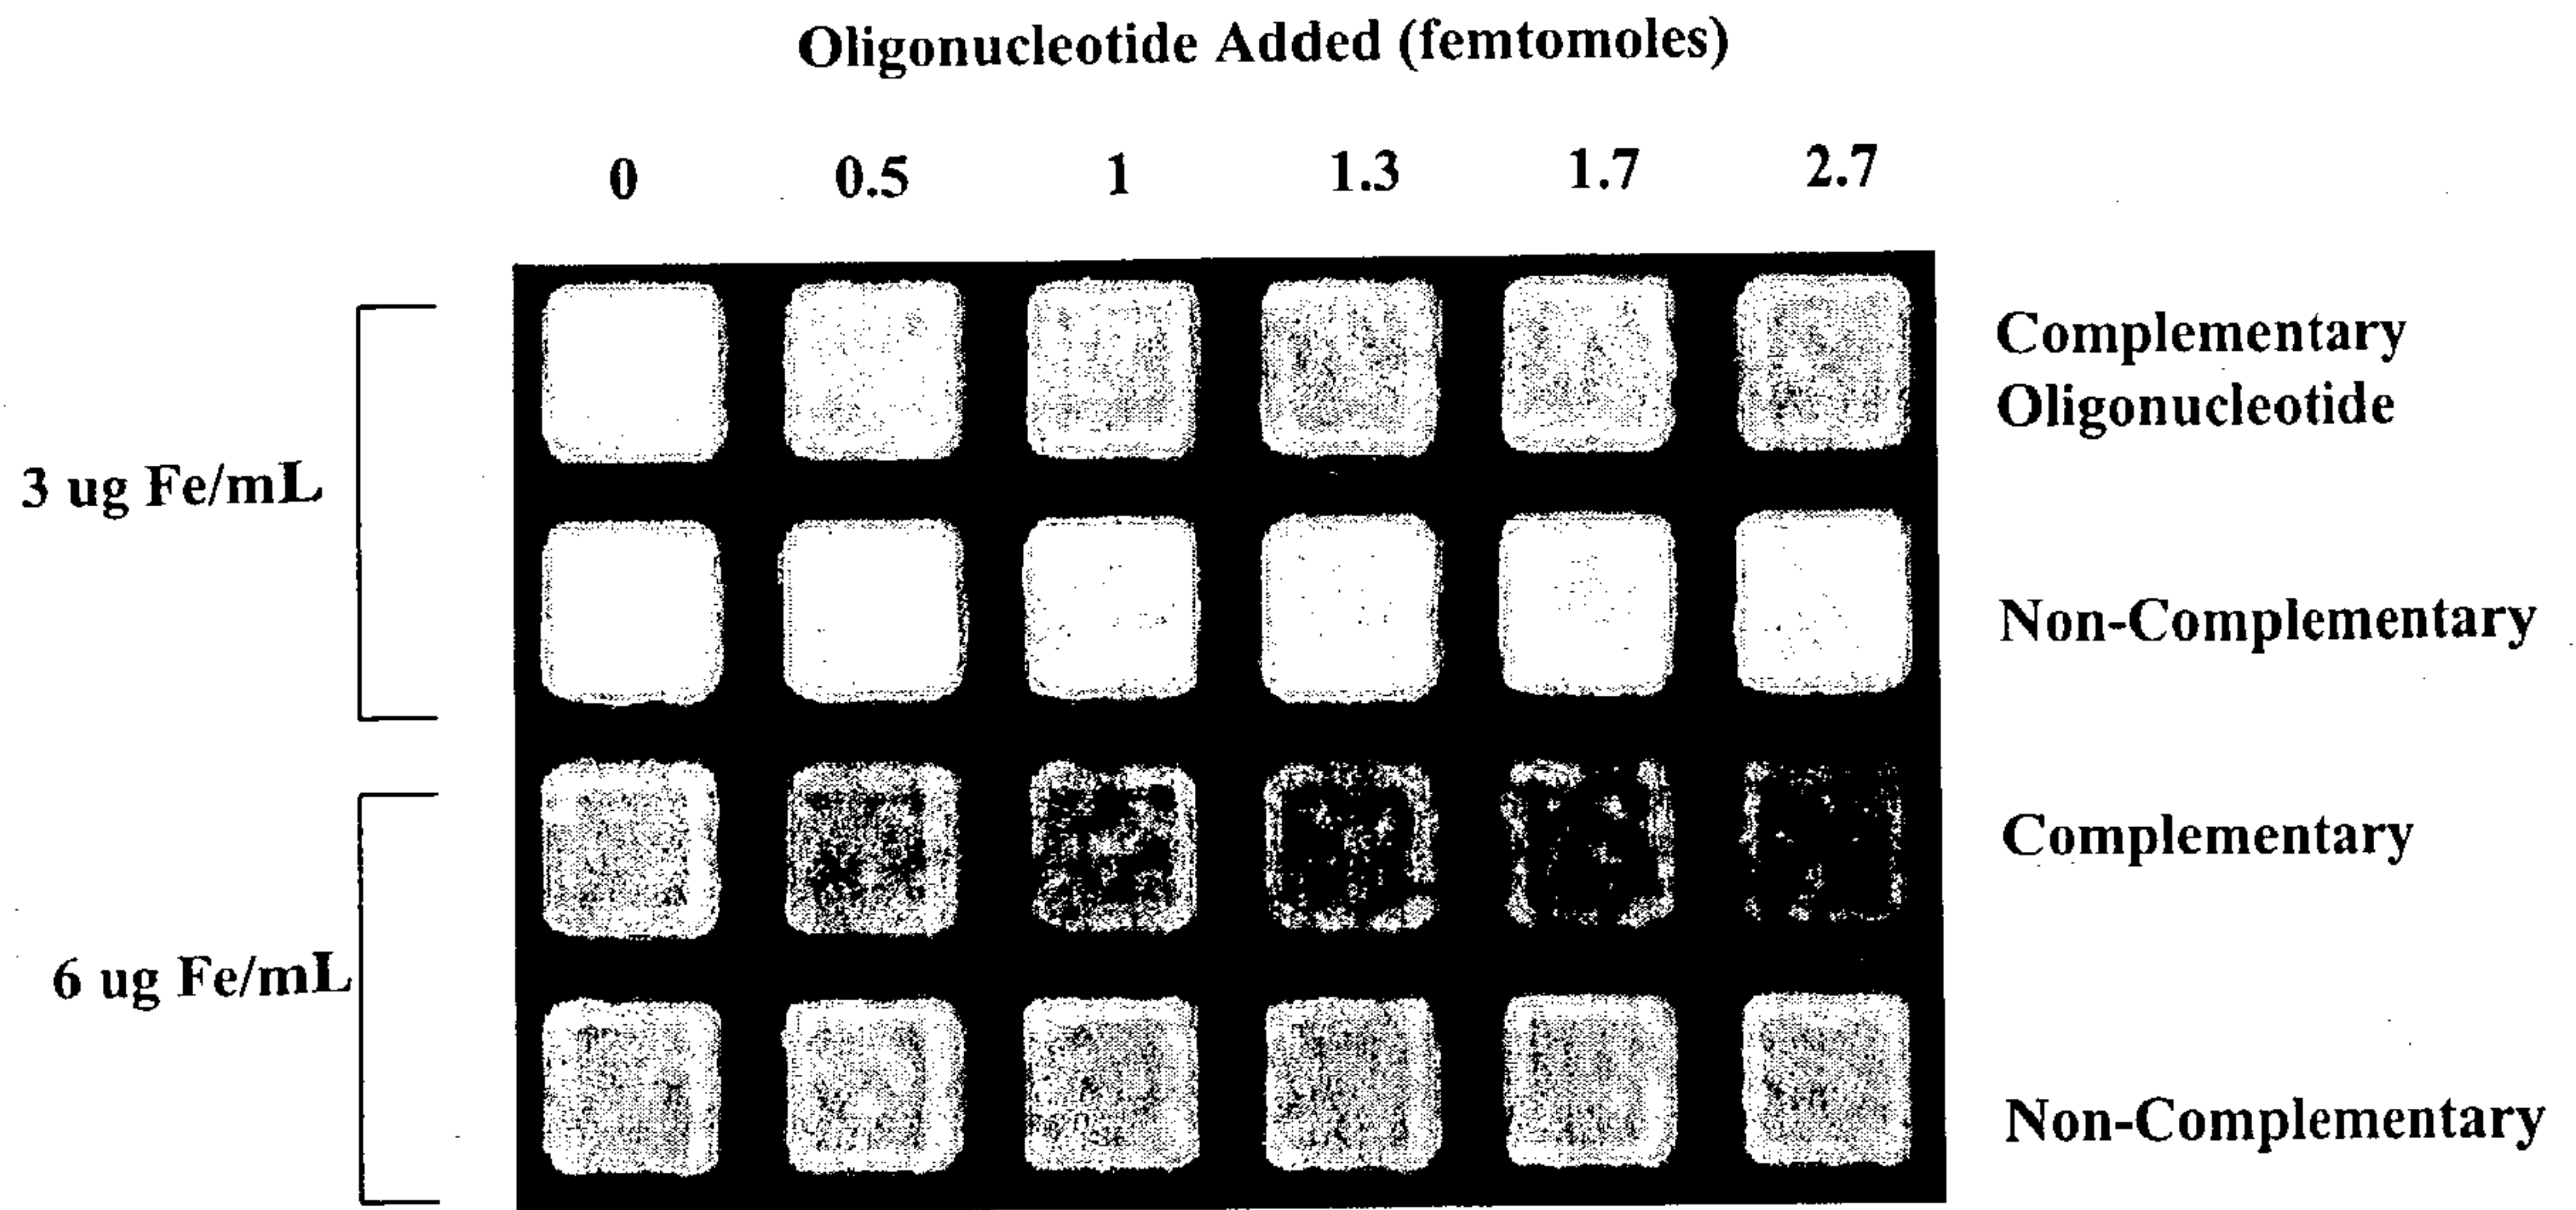 Oligonucleotide Added (femtomoles)
0 0.5 1 1.3 1.7 2.7
Complementary
Oligonucleotide
3 ug Fe/mL
Non-Complementary
Complementary
6 ug Fe/mL
Non-Complementary